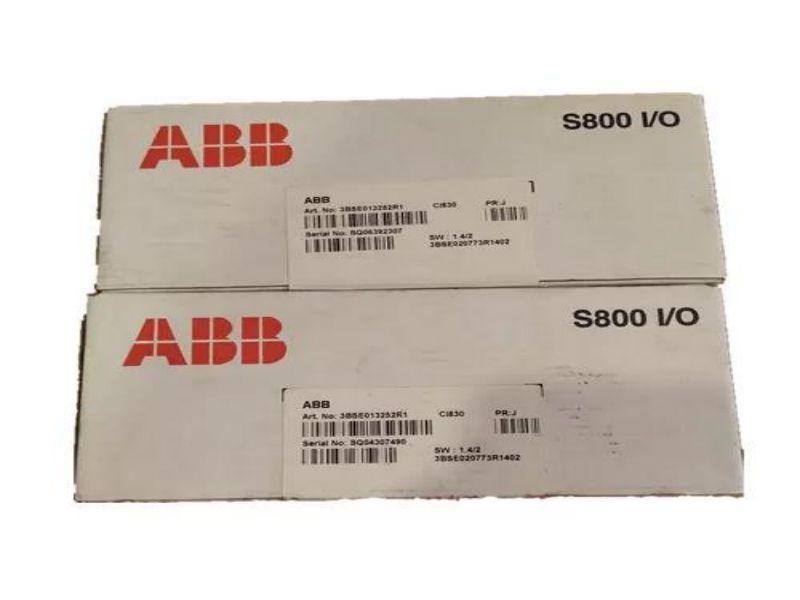 ABB S800 I/O
ABB
Art. No: 3BSE013252R1 CI830 PR:J
Serial No: SQ06392307
SW : 1.4/2
3BSE020773R1402
ABB S800 I/O
ABB
Art. No: 3BSE013252R1 CI830 PR:J
Serial No: SQ04307490
SW : 1.4/2
3BSE020773R1402